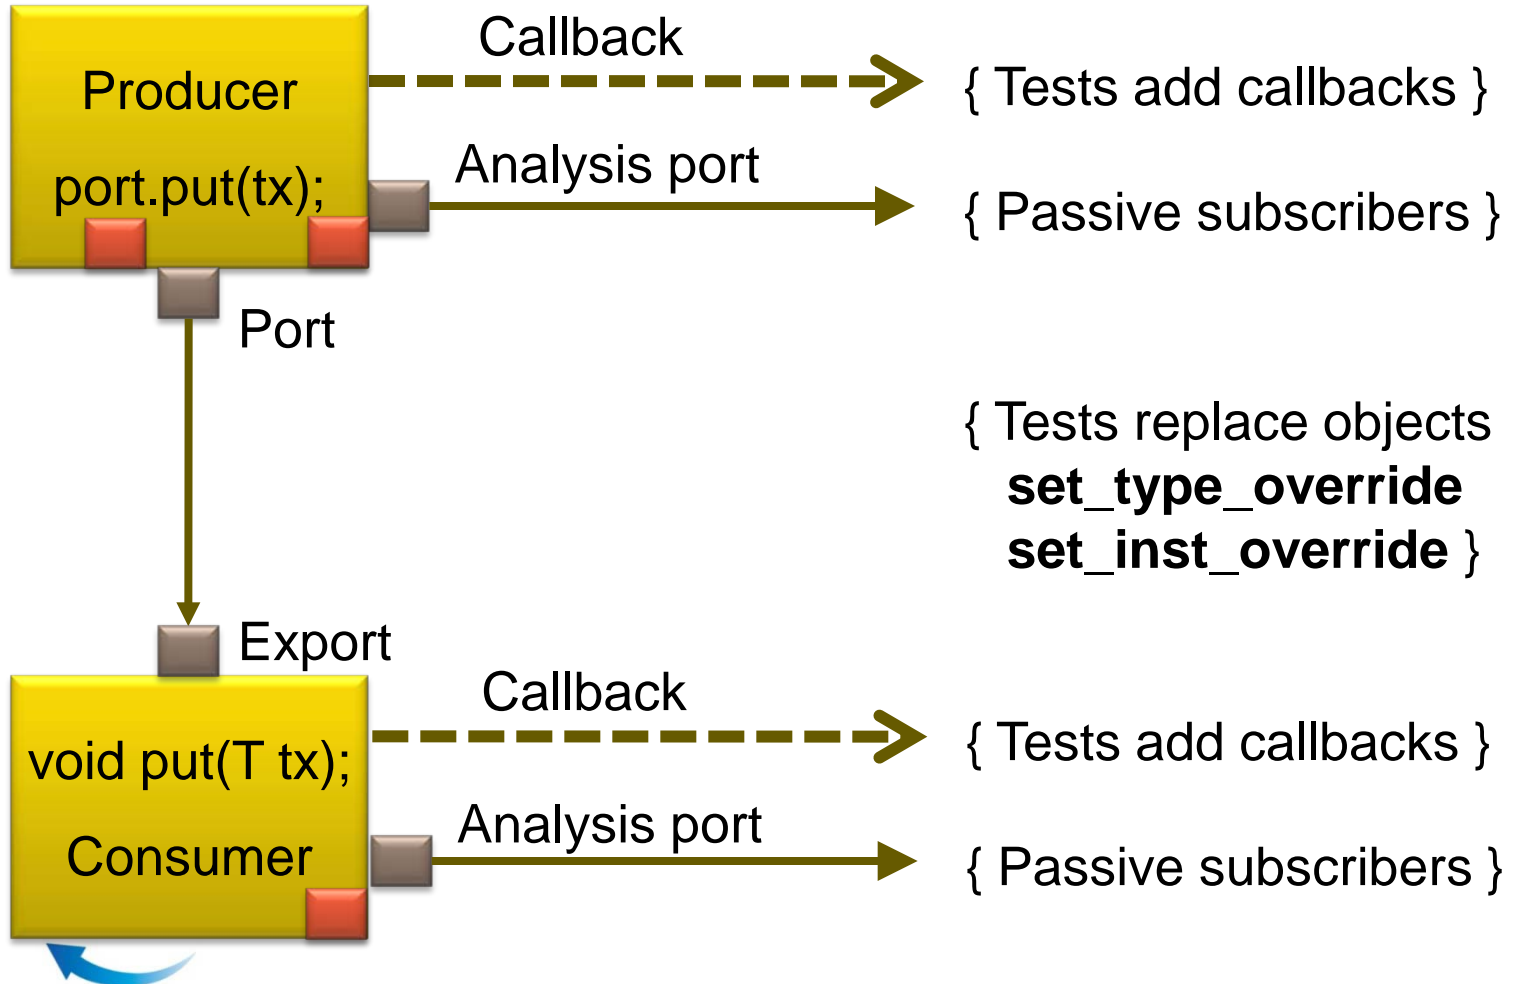 Callback
Producer
{ Tests add callbacks }
Analysis port
port.put(tx);
{ Passive subscribers }
Port
{ Tests replace objects
set_type_override
set_inst_override }
Export
Callback
void put(T tx);
{ Tests add callbacks }
Analysis port
Consumer
{ Passive subscribers }